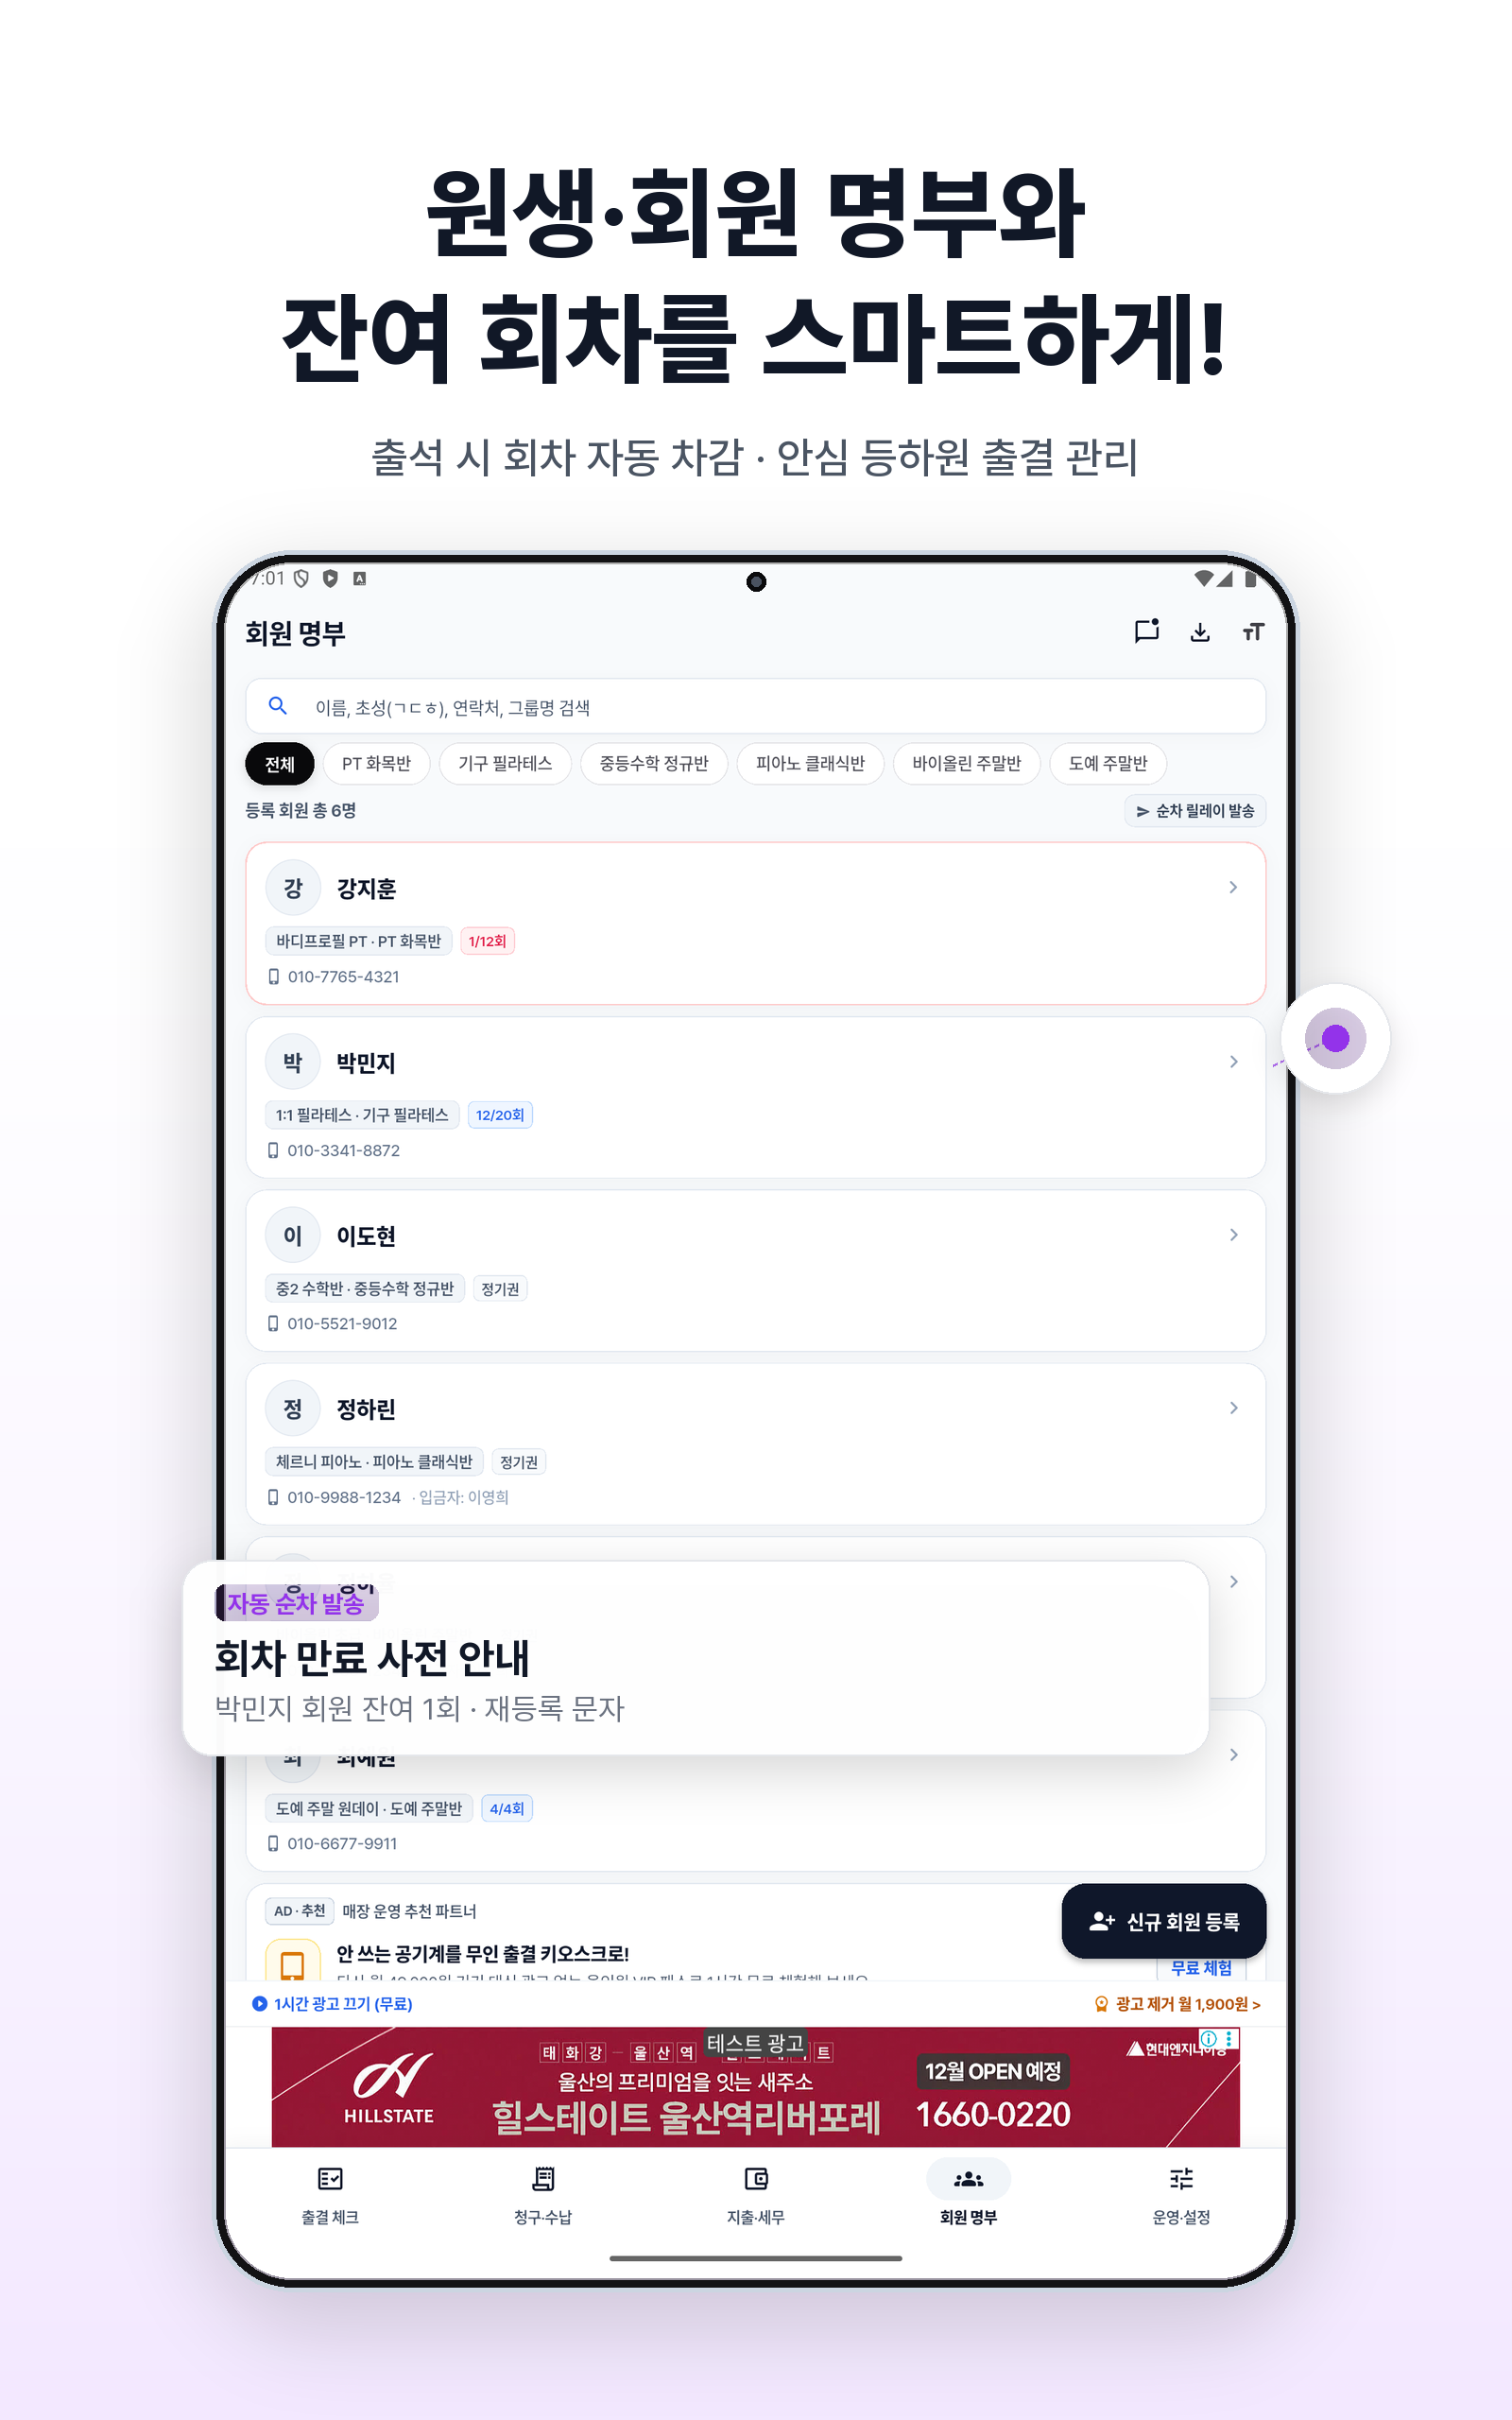 원생·회원 명부와
잔여 회차를 스마트하게!
출석 시 회차 자동 차감 · 안심 등하원 출결 관리
7:01
회원 명부
이름, 초성(ㄱㄷㅎ), 연락처, 그룹명 검색
전체 PT 화목반 기구 필라테스 중등수학 정규반 피아노 클래식반 바이올린 주말반 도예 주말반
등록 회원 총 6명 순차 릴레이 발송
강 강지훈
바디프로필 PT · PT 화목반 1/12회
010-7765-4321
박 박민지
1:1 필라테스 · 기구 필라테스 12/20회
010-3341-8872
이 이도현
중2 수학반 · 중등수학 정규반 정기권
010-5521-9012
정 정하린
체르니 피아노 · 피아노 클래식반 정기권
010-9988-1234 · 입금자: 이영희
자동 순차 발송
회차 만료 사전 안내
박민지 회원 잔여 1회 · 재등록 문자
최 최예원
도예 주말 원데이 · 도예 주말반 4/4회
010-6677-9911
AD · 추천 매장 운영 추천 파트너
신규 회원 등록
안 쓰는 공기계를 무인 출결 키오스크로!
무료 체험
1시간 광고 끄기 (무료) 광고 제거 월 1,900원 >
테스트 광고
태화강 - 울산역
울산의 프리미엄을 잇는 새주소
힐스테이트 울산역리버포레
HILLSTATE
12월 OPEN 예정
1660-0220
출결 체크 청구·수납 지출·세무 회원 명부 운영·설정